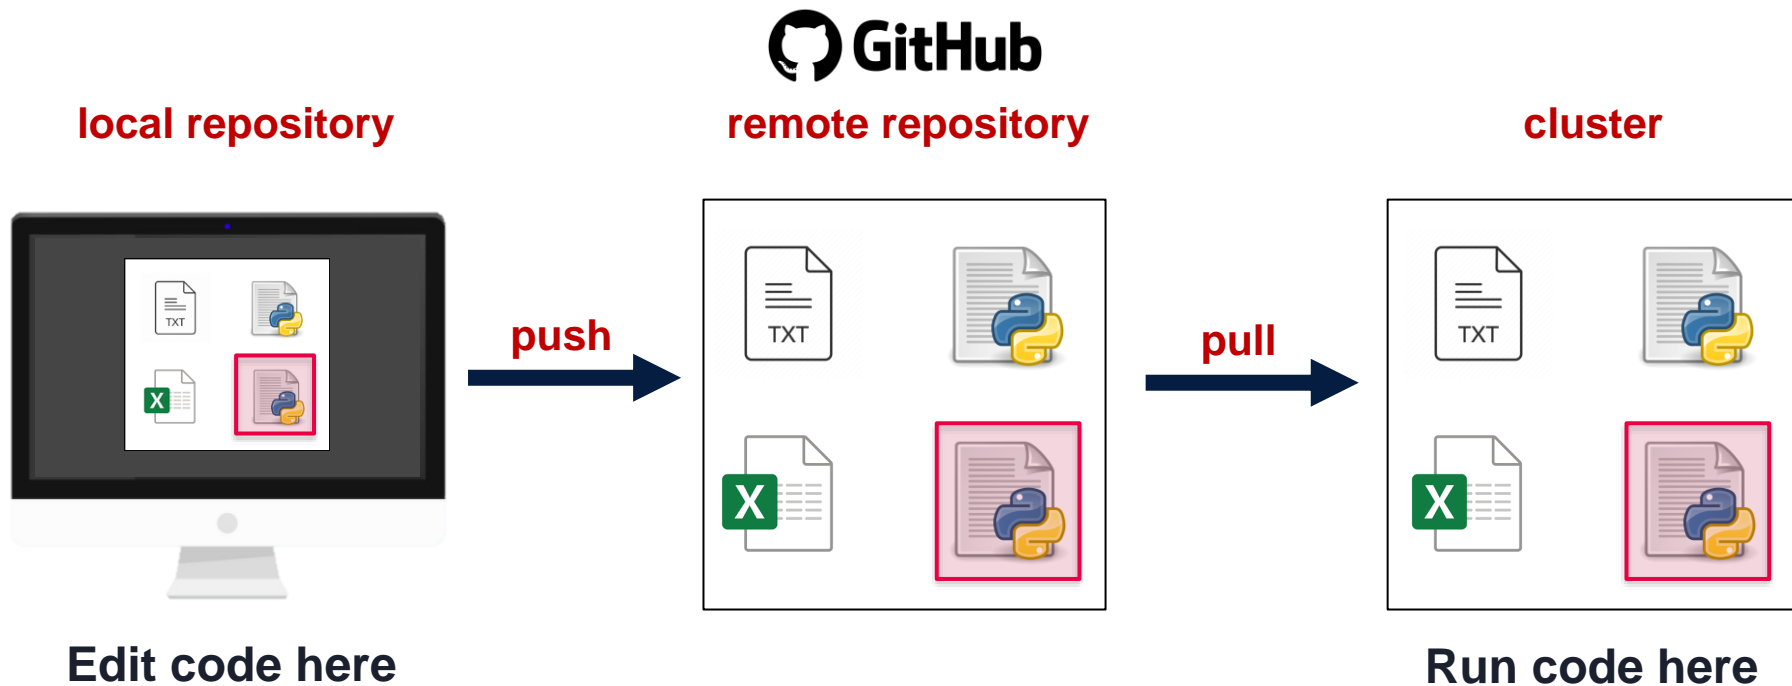 GitHub
local repository
remote repository
cluster
TXT
X
push
TXT
X
pull
TXT
X
Edit code here
Run code here